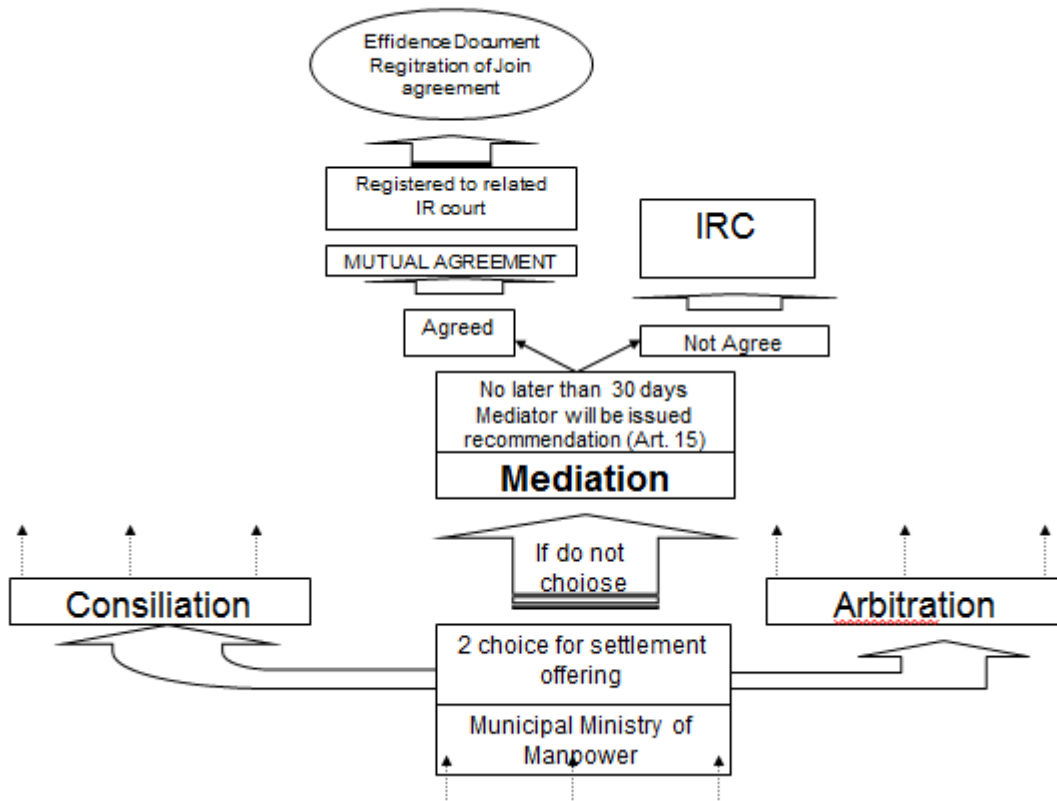 Effidence Document
Regitration of Join
agreement
Registered to related
IR court
IRC
MUTUAL AGREEMENT
Agreed
Not Agree
No later than 30 days
Mediator will be issued
recommendation (Art. 15)
Mediation
If do not
choiose
Consiliation
Arbitration
2 choice for settlement
offering
Municipal Ministry of
Manpower